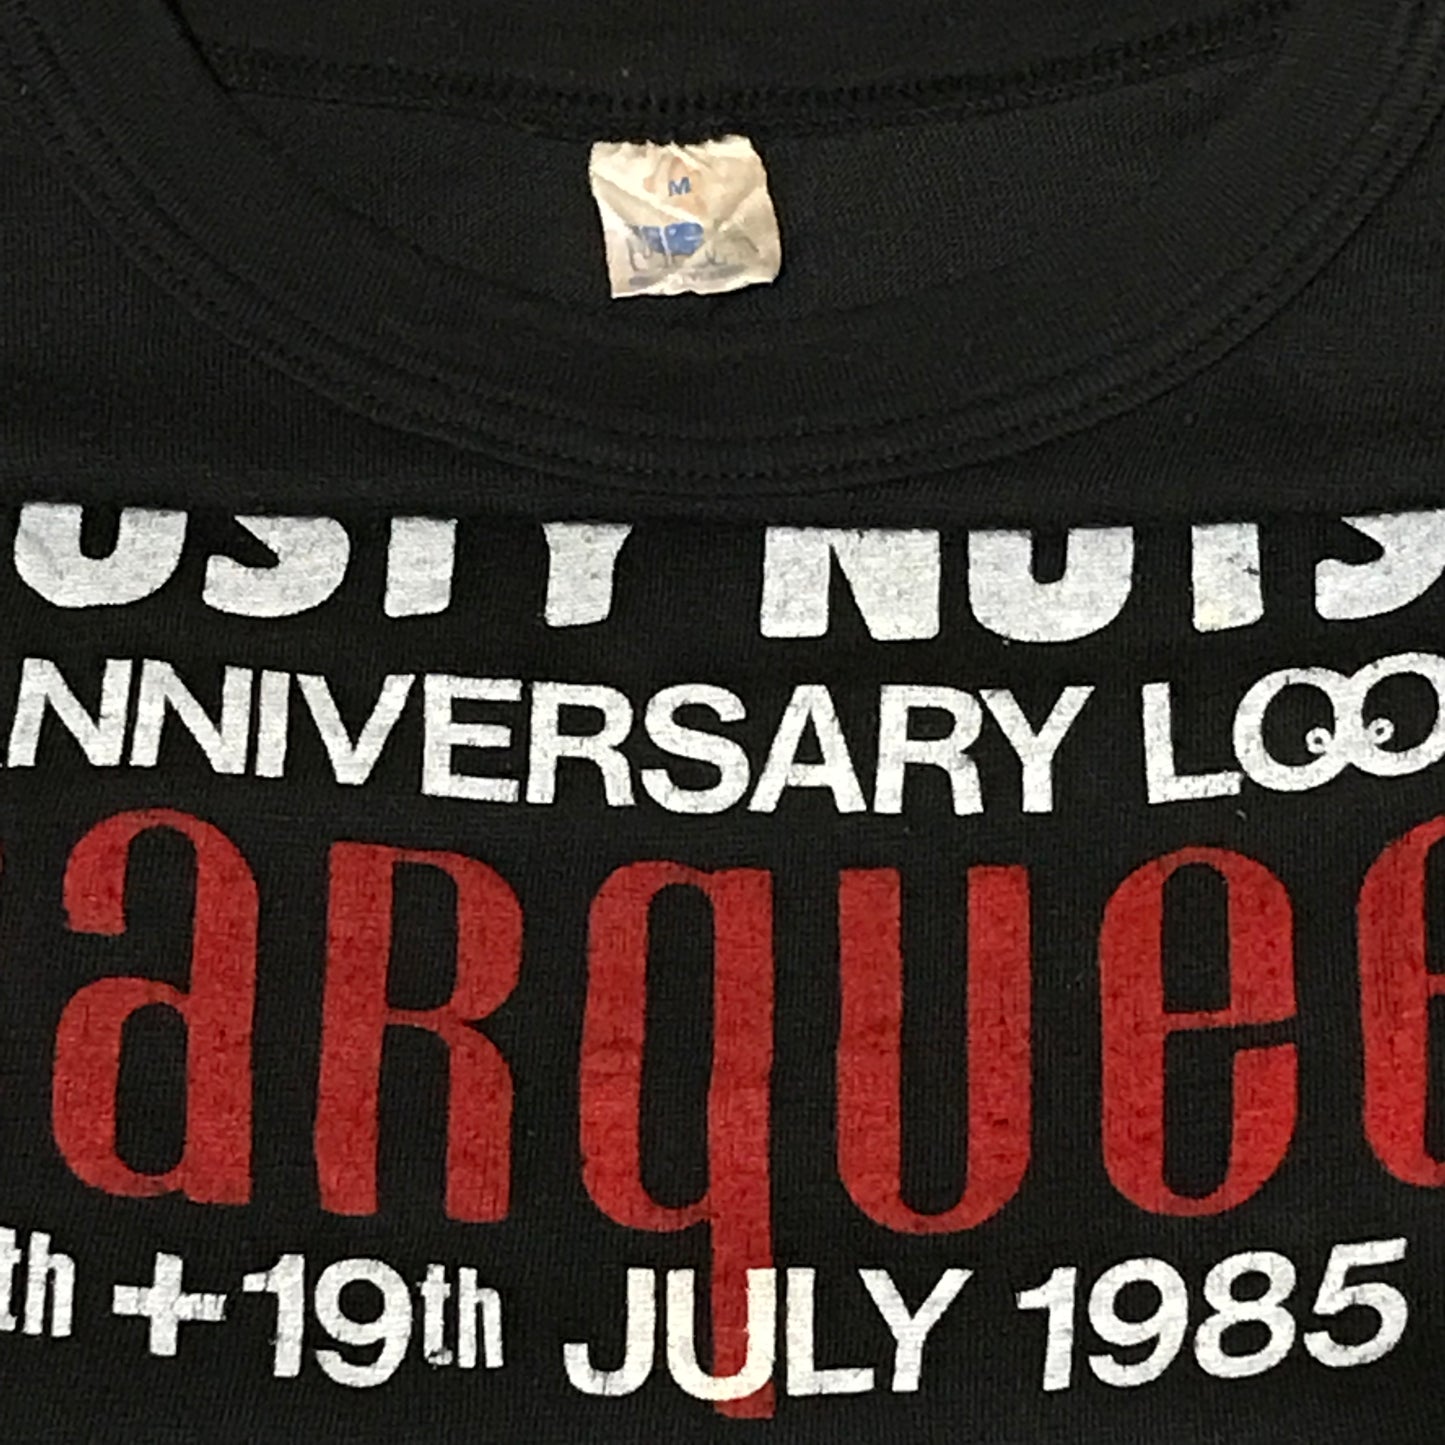 M
USTY NUTS
ANNIVERSARY LOO
arquee
th + 19th JULY 1985